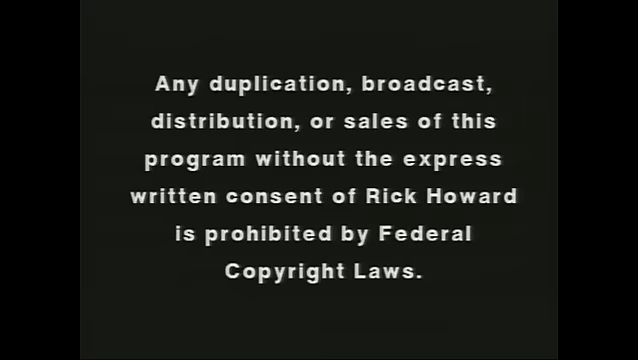 Any duplication, broadcast,
distribution, or sales of this
program without the express
written consent of Rick Howard
is prohibited by Federal
Copyright Laws.